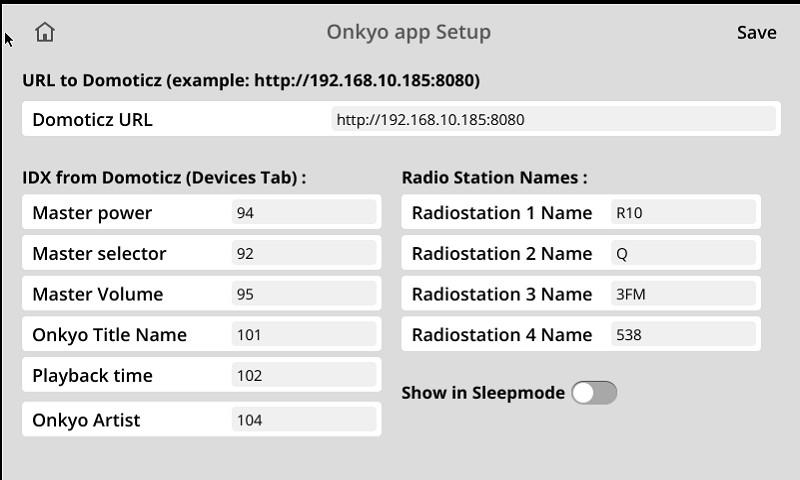 Onkyo app Setup
Save
URL to Domoticz (example: http://192.168.10.185:8080)
Domoticz URL http://192.168.10.185:8080
IDX from Domoticz (Devices Tab) :
Master power 94
Master selector 92
Master Volume 95
Onkyo Title Name 101
Playback time 102
Onkyo Artist 104
Radio Station Names :
Radiostation 1 Name R10
Radiostation 2 Name Q
Radiostation 3 Name 3FM
Radiostation 4 Name 538
Show in Sleepmode